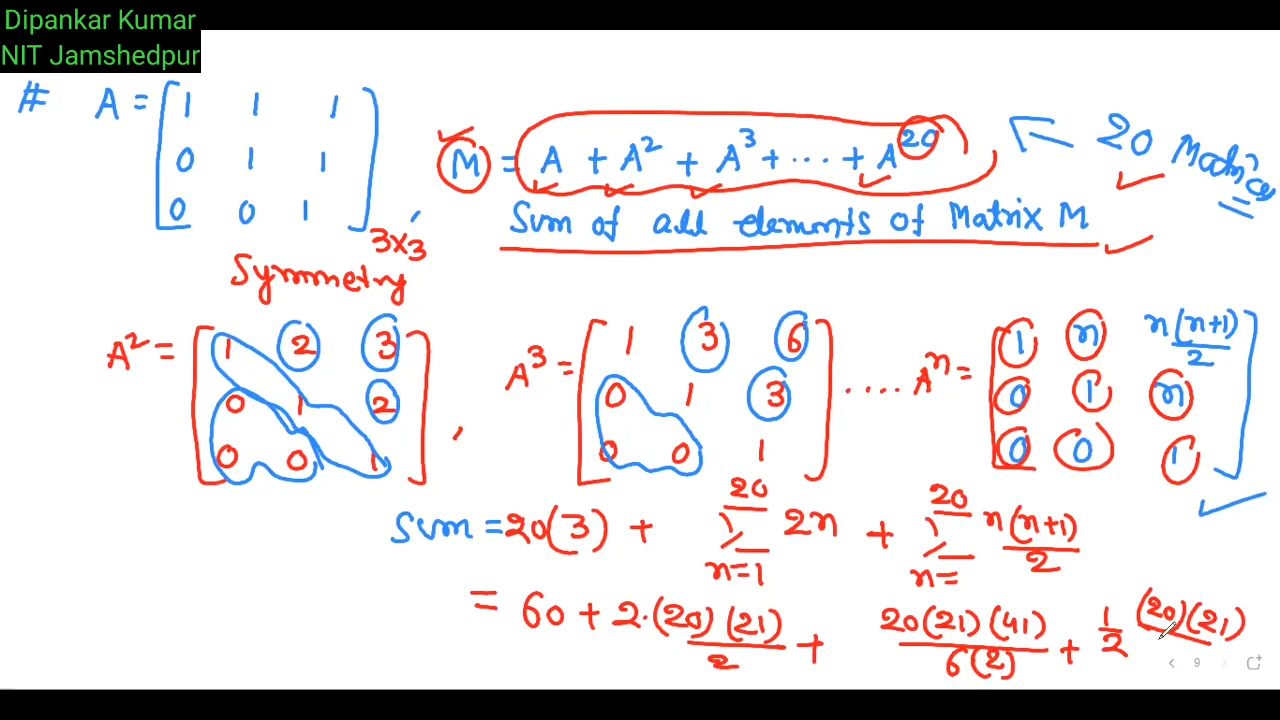 Dipankar Kumar
NIT Jamshedpur
# A = [1 1 1
0 1 1
0 0 1] 3x3
M = A + A² + A³ + ... + A²⁰ ← 20 Matrices
Sum of all elements of Matrix M
Symmetry
A² = [1 2 3
0 1 2
0 0 1],
A³ = [1 3 6
0 1 3
0 0 1]
.... Aⁿ = [1 n n(n+1)/2
0 1 n
0 0 1]
Sum = 20(3) + 20 ∑ n=1 2n + 20 ∑ n= n(n+1)/2
= 60 + 2·(20)(21)/2 + 20(21)(41)/6(2) + 1/2 (20)(21)
9